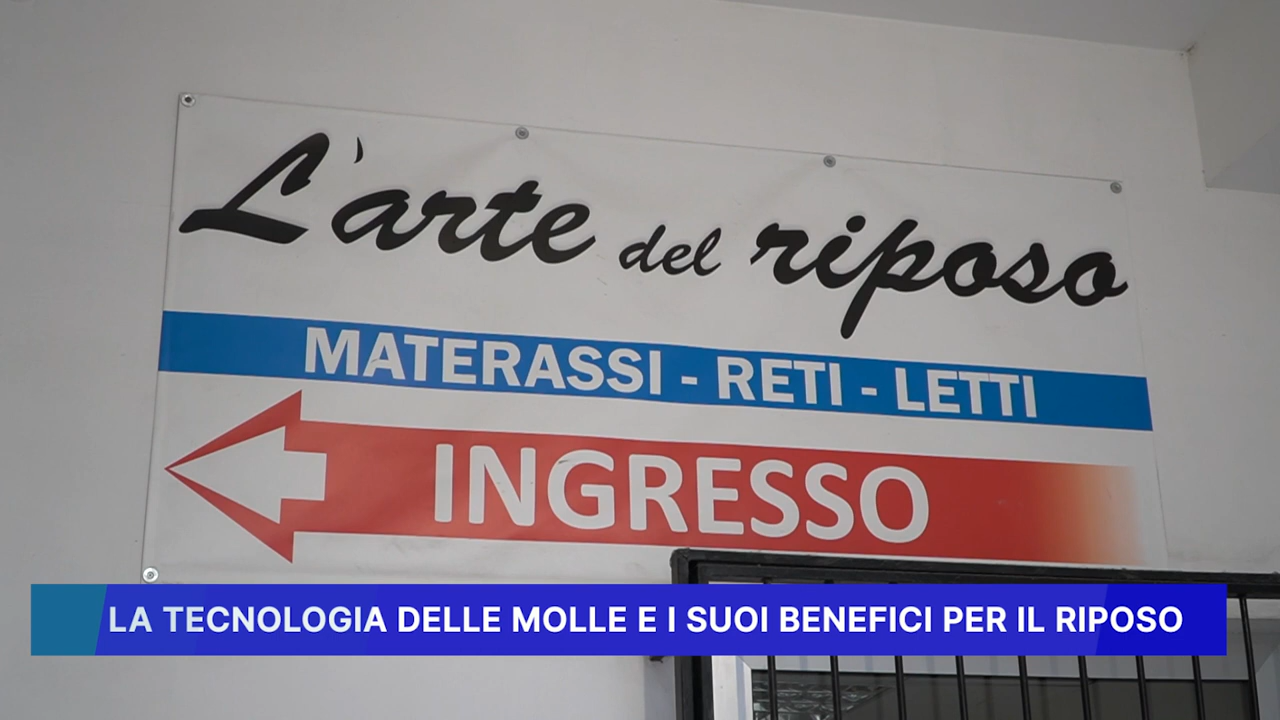 L'arte del riposo
MATERASSI - RETI - LETTI
INGRESSO
LA TECNOLOGIA DELLE MOLLE E I SUOI BENEFICI PER IL RIPOSO